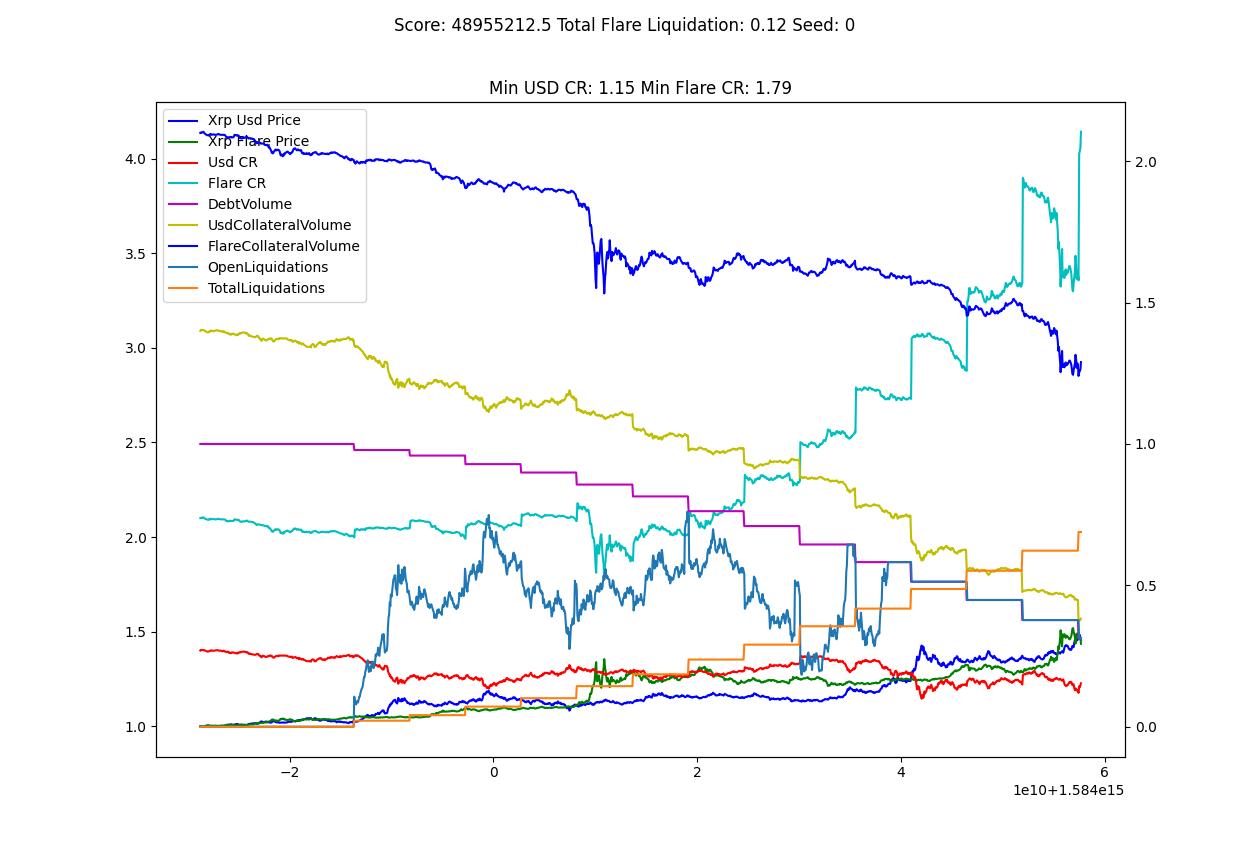 Score: 48955212.5 Total Flare Liquidation: 0.12 Seed: 0
Min USD CR: 1.15 Min Flare CR: 1.79
Xrp Usd Price
Xrp Flare Price
Usd CR
Flare CR
DebtVolume
UsdCollateralVolume
FlareCollateralVolume
OpenLiquidations
TotalLiquidations
4.0
3.5
3.0
2.5
2.0
1.5
1.0
2.0
1.5
1.0
0.5
0.0
−2
0
2
4
6
1e10+1.584e15